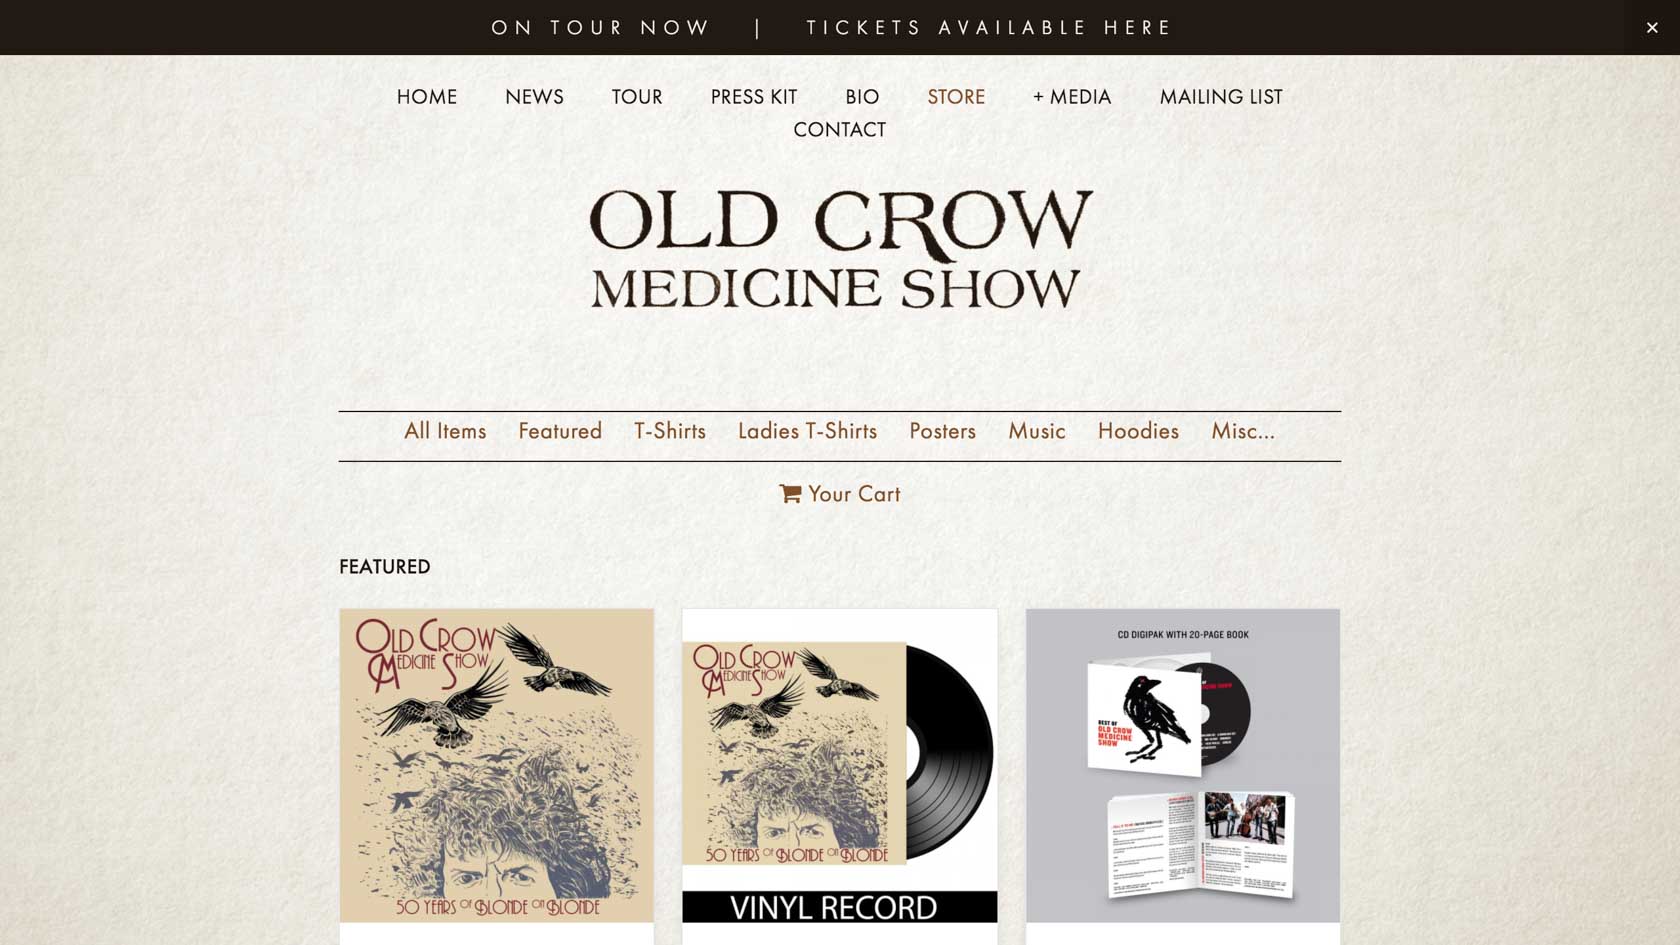 ON TOUR NOW | TICKETS AVAILABLE HERE ×
HOME NEWS TOUR PRESS KIT BIO STORE + MEDIA MAILING LIST
CONTACT
OLD CROW
MEDICINE SHOW
All Items Featured T-Shirts Ladies T-Shirts Posters Music Hoodies Misc...
Your Cart
FEATURED
OLD CROW
MEDICINE SHOW
50 YEARS OF BLONDE ON BLONDE
OLD CROW
MEDICINE SHOW
50 YEARS OF BLONDE ON BLONDE
VINYL RECORD
CD DIGIPAK WITH 20-PAGE BOOK
BEST OF
OLD CROW
MEDICINE
SHOW